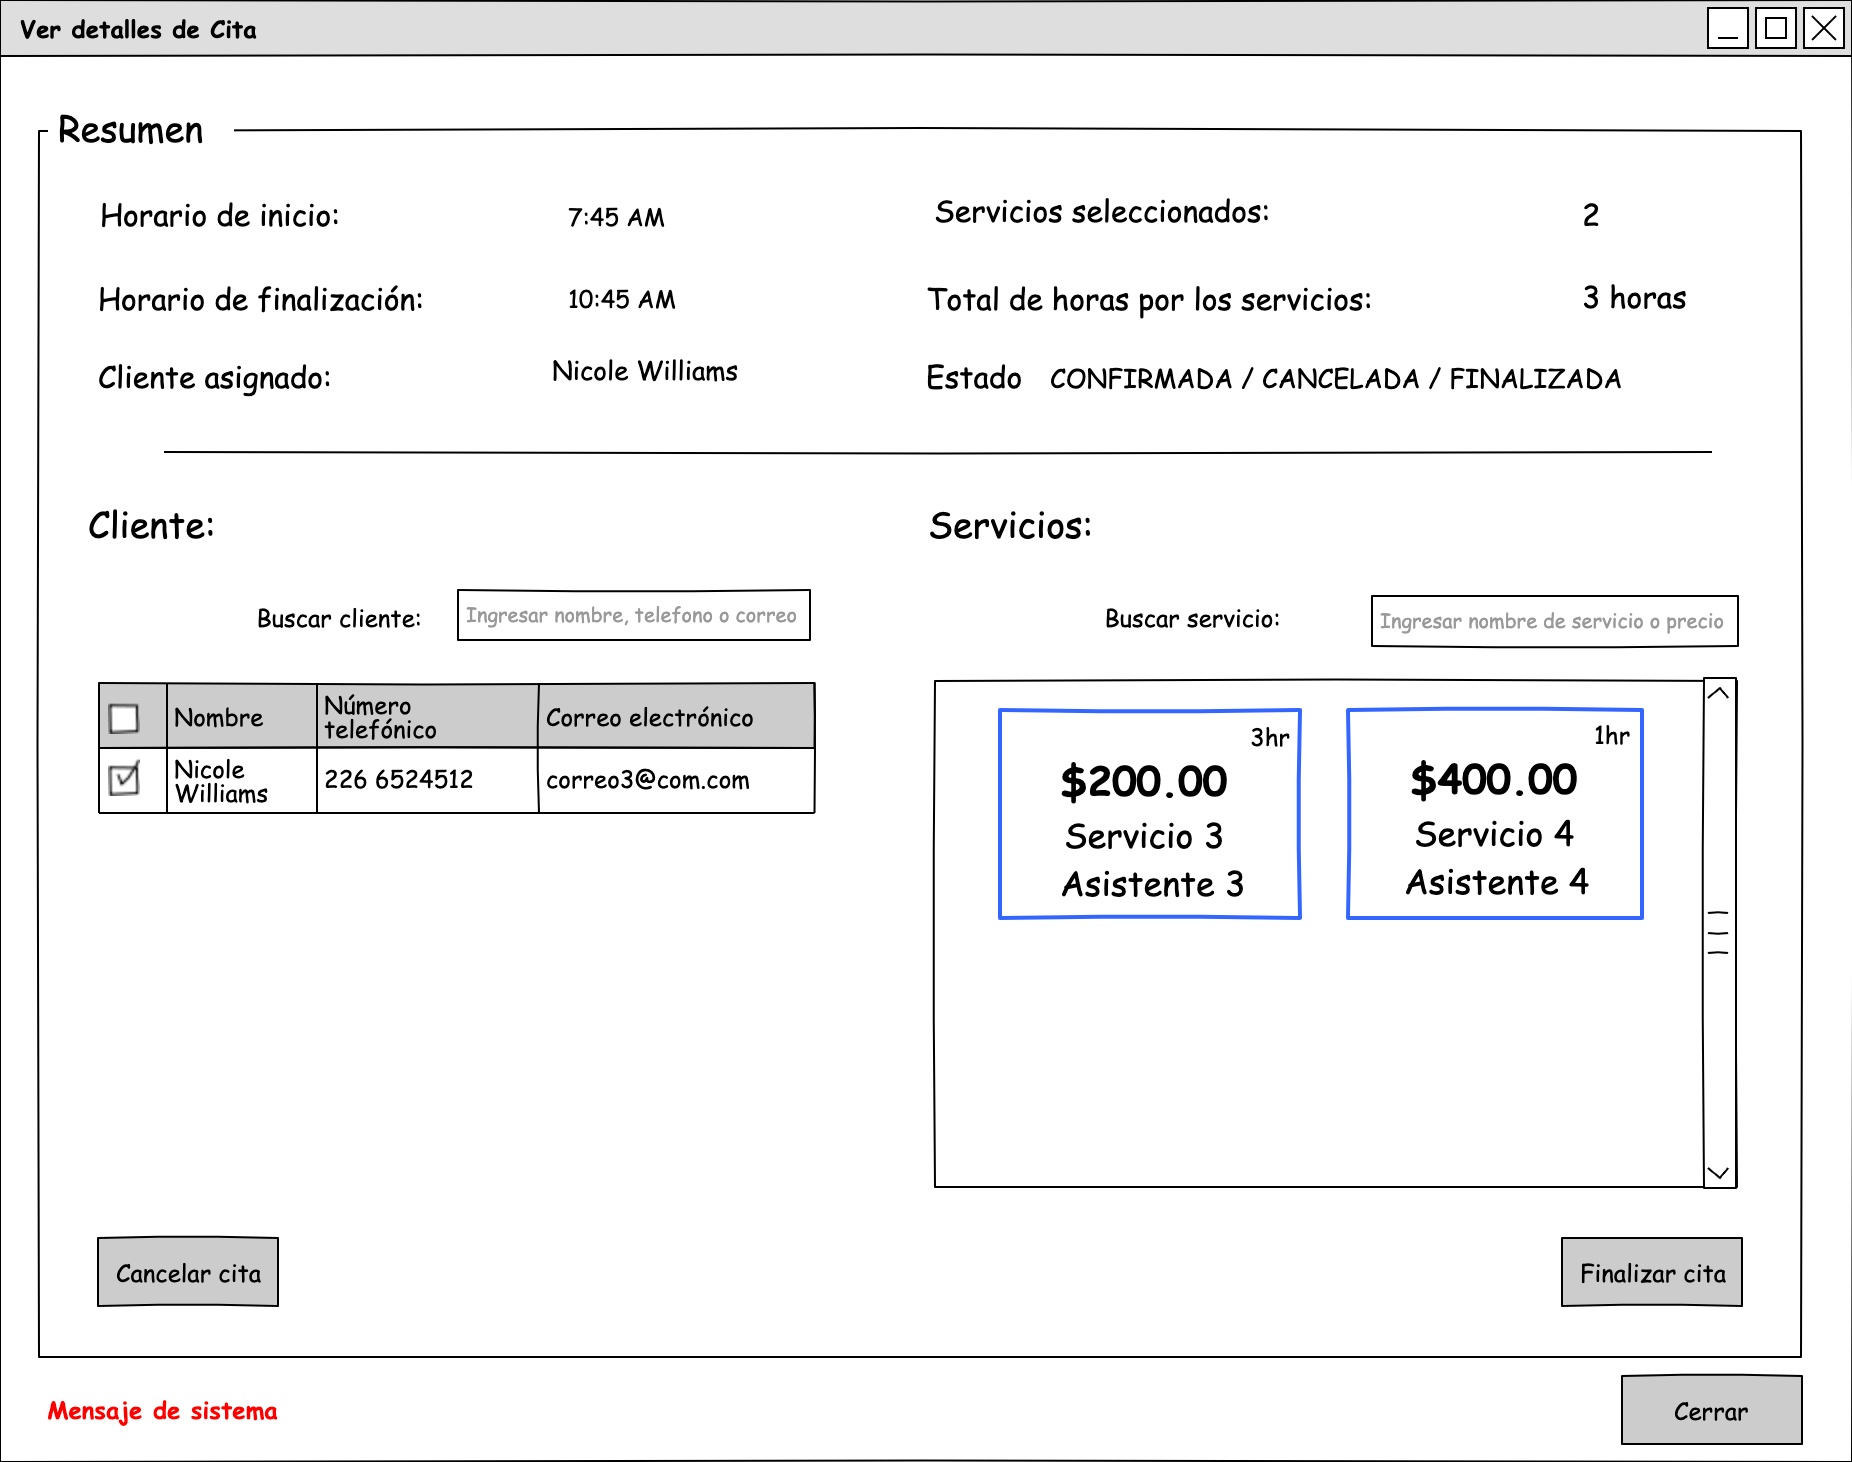 Ver detalles de Cita
Resumen
Horario de inicio: 7:45 AM
Servicios seleccionados: 2
Horario de finalización: 10:45 AM
Total de horas por los servicios: 3 horas
Cliente asignado: Nicole Williams
Estado CONFIRMADA / CANCELADA / FINALIZADA
Cliente:
Buscar cliente: Ingresar nombre, telefono o correo
Nombre
Número
telefónico
Correo electrónico
Nicole
Williams
226 6524512
correo3@com.com
Servicios:
Buscar servicio: Ingresar nombre de servicio o precio
3hr
$200.00
Servicio 3
Asistente 3
1hr
$400.00
Servicio 4
Asistente 4
Cancelar cita
Finalizar cita
Mensaje de sistema
Cerrar